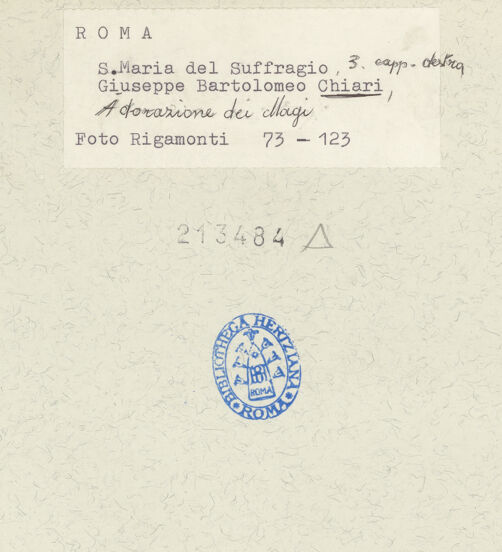 ROMA
S.Maria del Suffragio, 3. capp. destra
Giuseppe Bartolomeo Chiari,
Adorazione dei Magi
Foto Rigamonti 73 – 123
213484 △
BIBLIOTHECA HERTZIANA
ROMA
ROMA